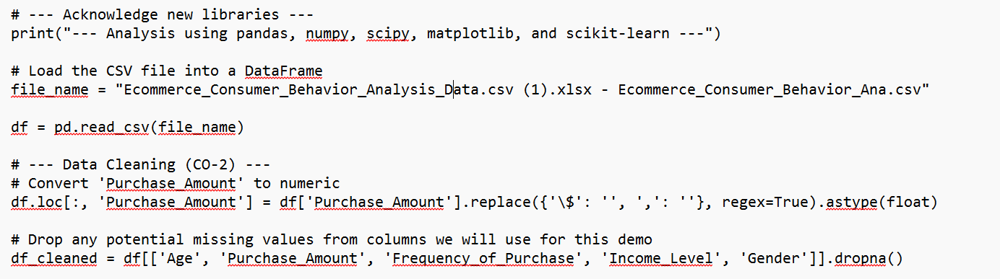 # --- Acknowledge new libraries ---
print("--- Analysis using pandas, numpy, scipy, matplotlib, and scikit-learn ---")
# Load the CSV file into a DataFrame
file_name = "Ecommerce_Consumer_Behavior_Analysis_Data.csv (1).xlsx - Ecommerce_Consumer_Behavior_Ana.csv"
df = pd.read_csv(file_name)
# --- Data Cleaning (CO-2) ---
# Convert 'Purchase_Amount' to numeric
df.loc[:, 'Purchase_Amount'] = df['Purchase_Amount'].replace({'\$': '', ',': ''}, regex=True).astype(float)
# Drop any potential missing values from columns we will use for this demo
df_cleaned = df[['Age', 'Purchase_Amount', 'Frequency_of_Purchase', 'Income_Level', 'Gender']].dropna()